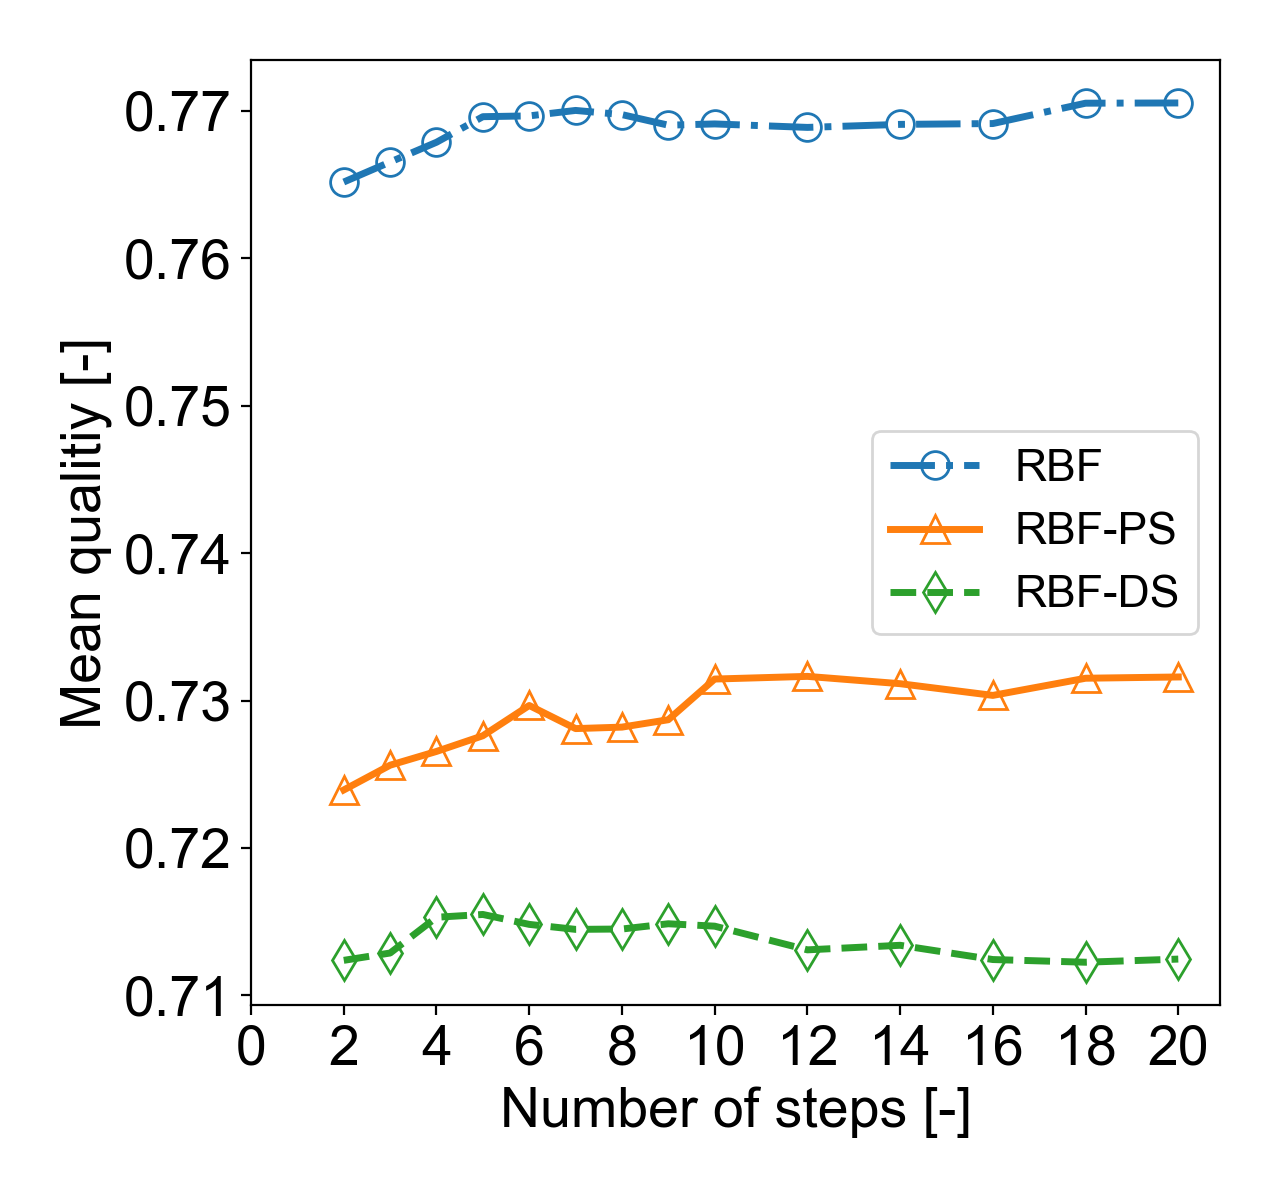 Mean qualitiy [-]
0.77
0.76
0.75
0.74
0.73
0.72
0.71
RBF
RBF-PS
RBF-DS
0 2 4 6 8 10 12 14 16 18 20
Number of steps [-]